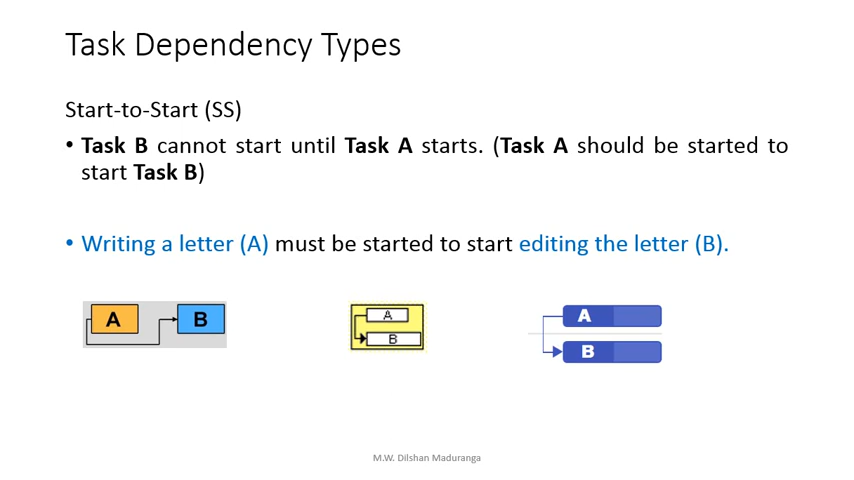 Task Dependency Types
Start-to-Start (SS)
• Task B cannot start until Task A starts. (Task A should be started to
start Task B)
• Writing a letter (A) must be started to start editing the letter (B).
A B
A
B
A
B
M.W. Dilshan Maduranga